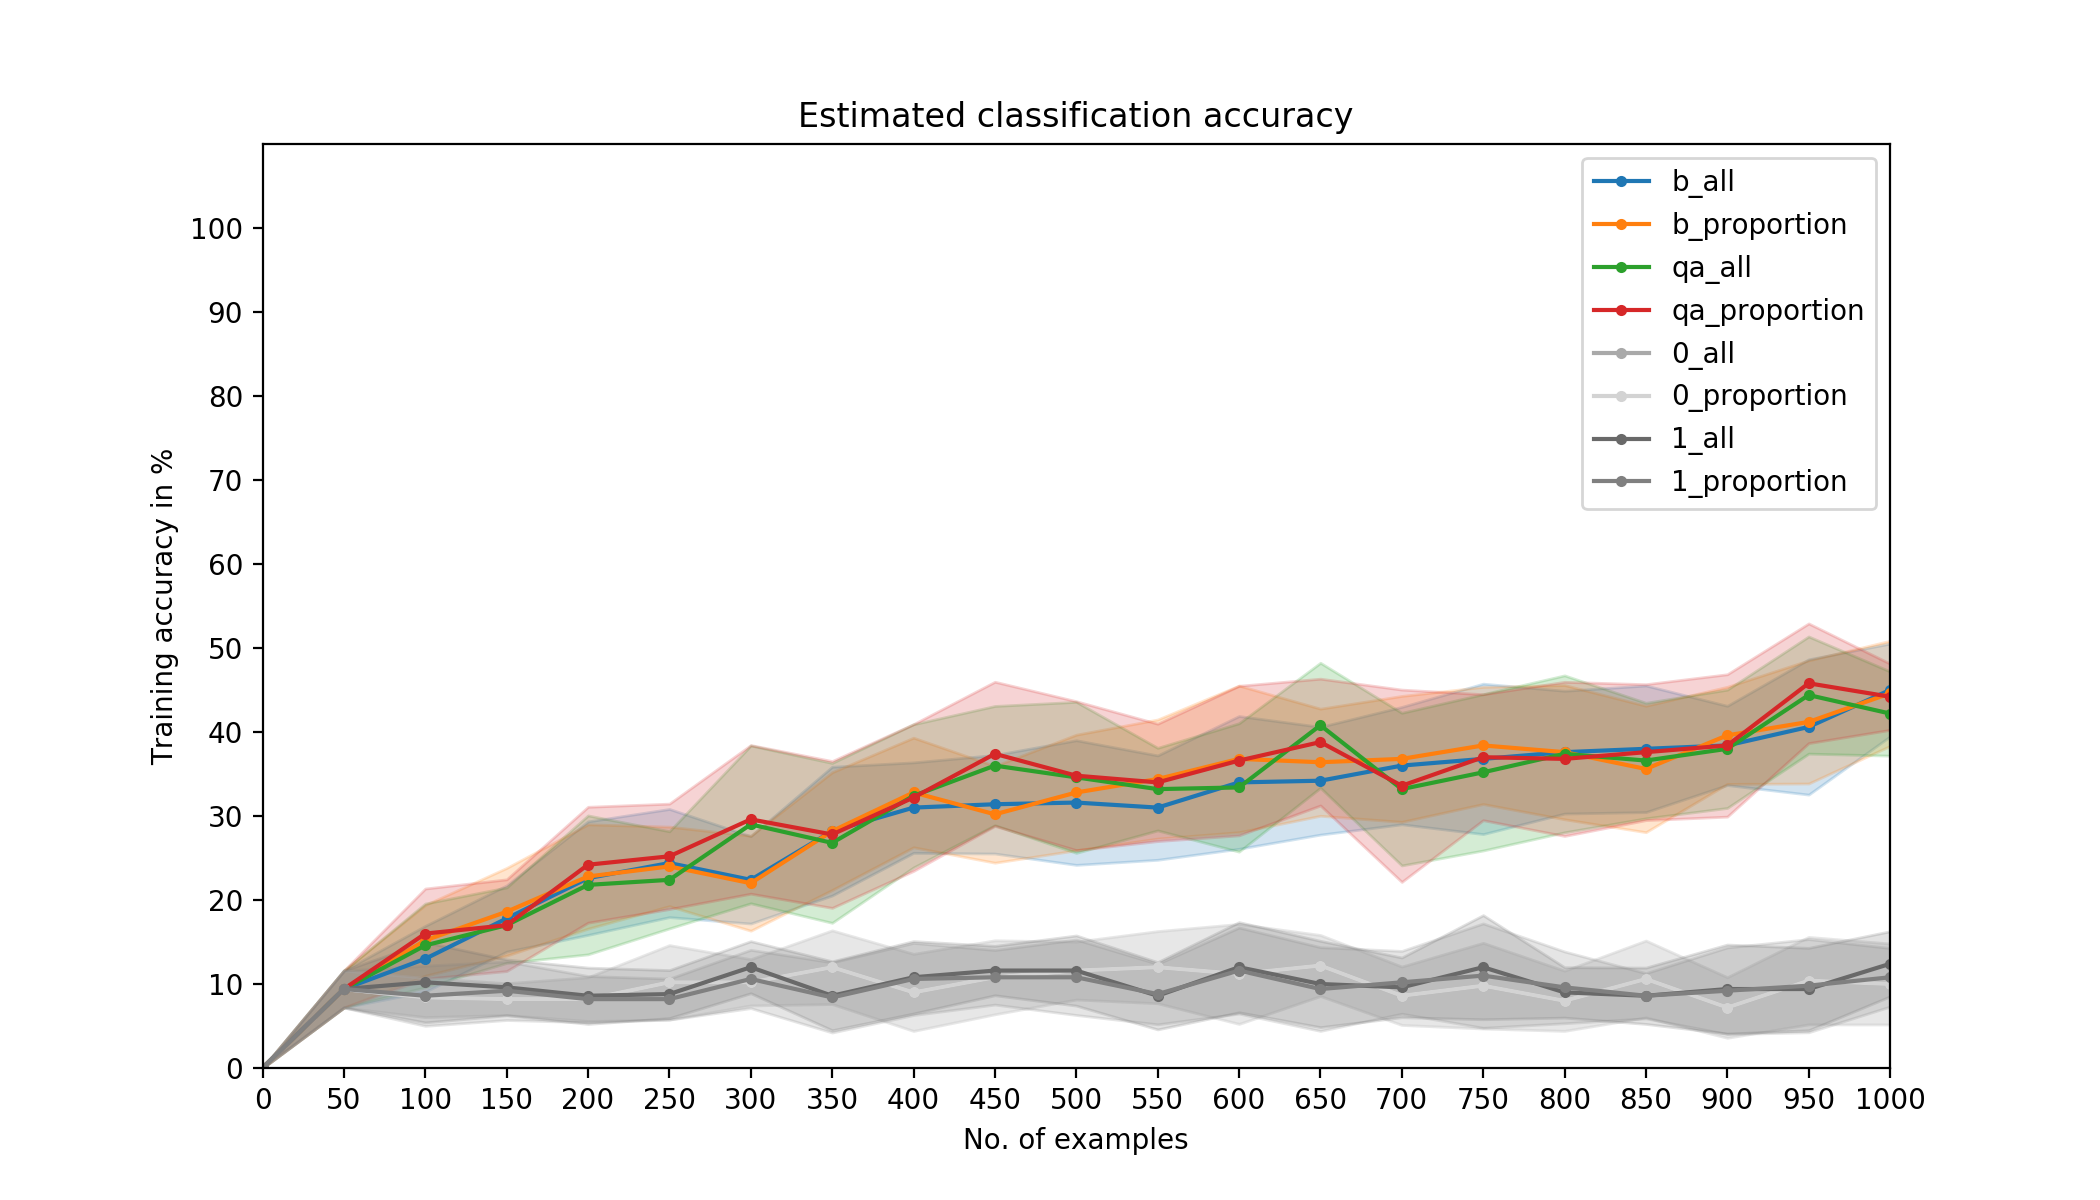 Estimated classification accuracy
b_all
b_proportion
qa_all
qa_proportion
0_all
0_proportion
1_all
1_proportion
Training accuracy in %
100
90
80
70
60
50
40
30
20
10
0
0 50 100 150 200 250 300 350 400 450 500 550 600 650 700 750 800 850 900 950 1000
No. of examples